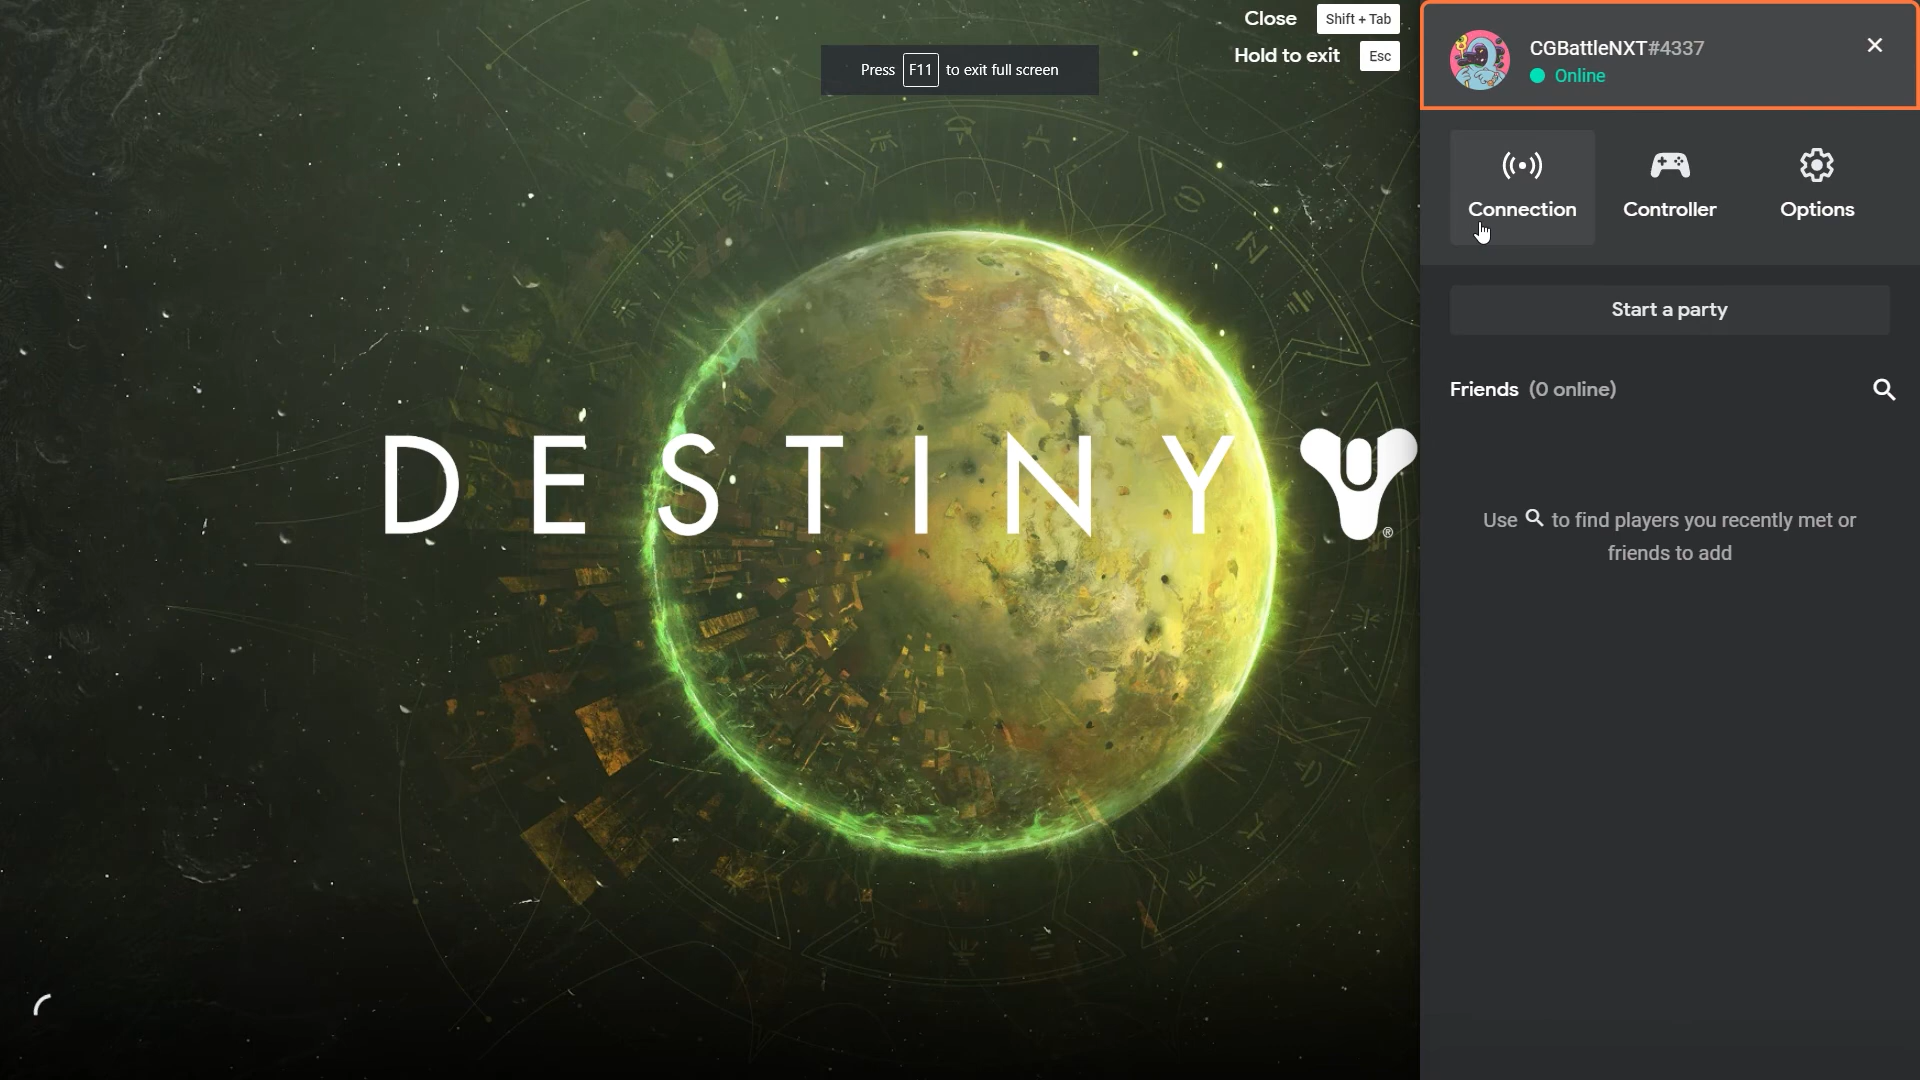 Close Shift + Tab
Hold to exit Esc
Press F11 to exit full screen
DESTINY
®
CGBattleNXT#4337
Online
Connection
Controller
Options
Start a party
Friends (0 online)
Use to find players you recently met or
friends to add